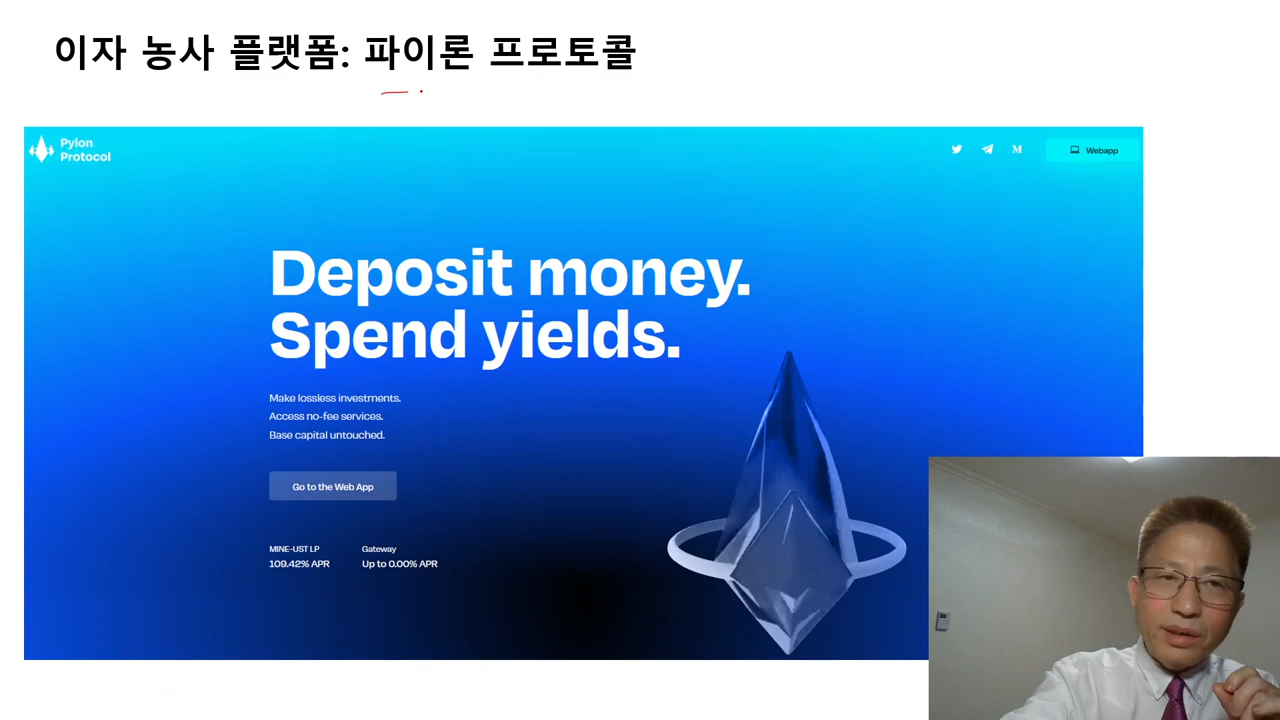 이자 농사 플랫폼: 파이론 프로토콜
Pylon
Protocol
M
Webapp
Deposit money.
Spend yields.
Make lossless investments.
Access no-fee services.
Base capital untouched.
Go to the Web App
MINE-UST LP Gateway
109.42% APR Up to 0.00% APR